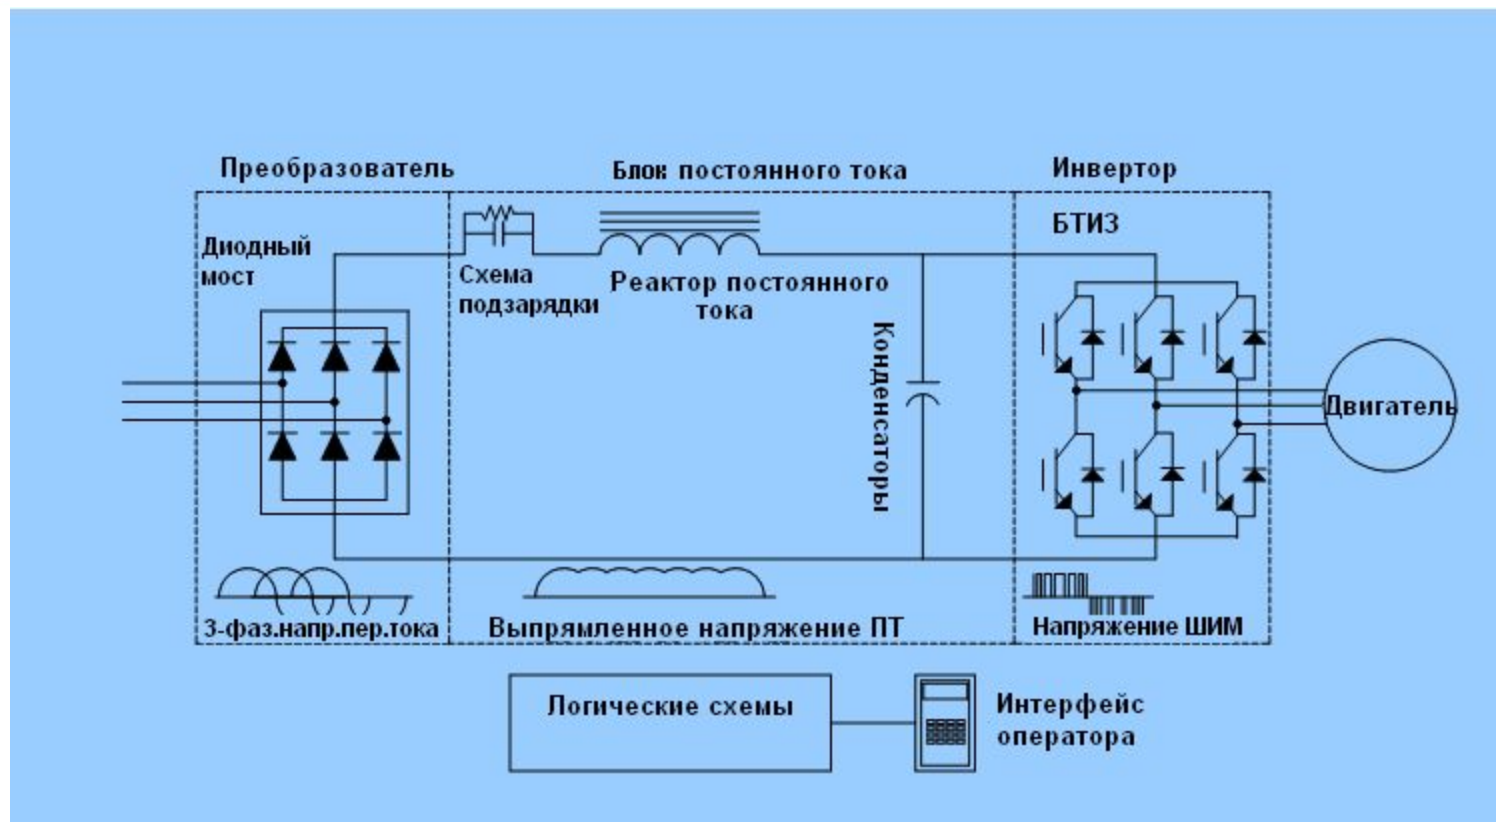 Преобразователь
Блок постоянного тока
Инвертор
БТИЗ
Диодный
мост
Схема
подзарядки
Реактор постоянного
тока
Конденсаторы
Двигатель
3-фаз.напр.пер.тока
Выпрямленное напряжение ПТ
Напряжение ШИМ
Логические схемы
Интерфейс
оператора